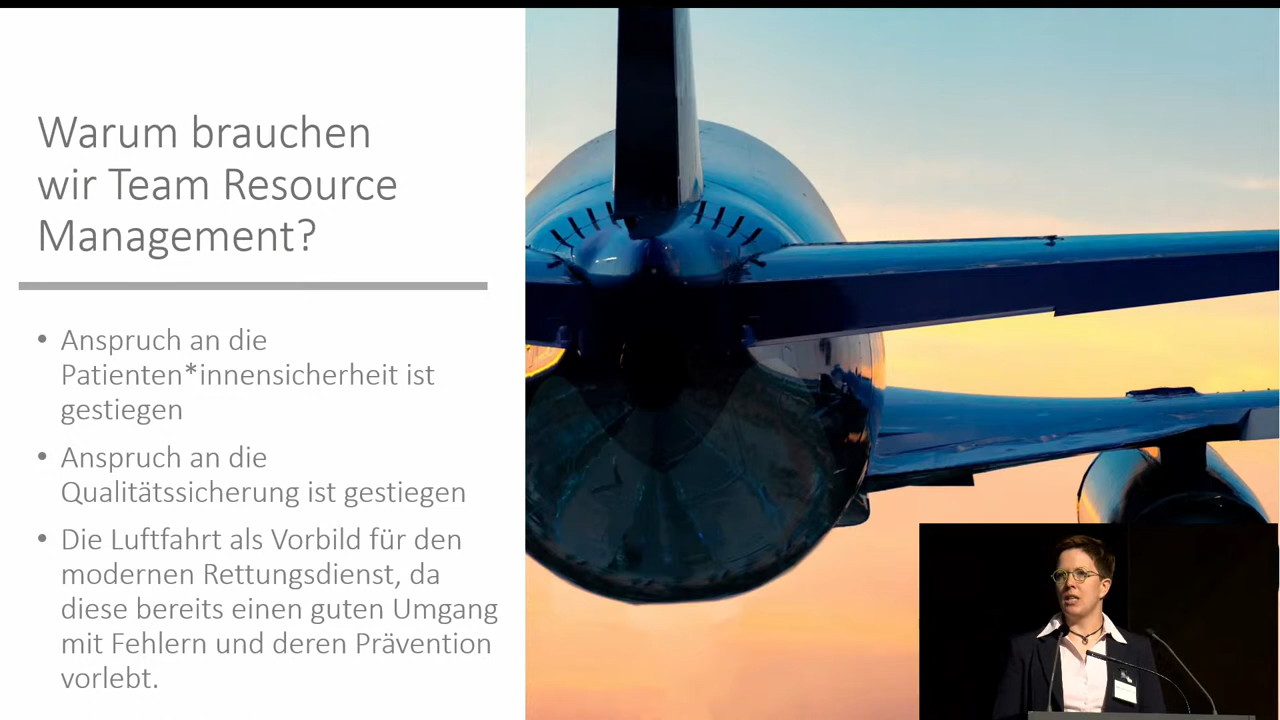 Warum brauchen
wir Team Resource
Management?
• Anspruch an die
Patienten*innensicherheit ist
gestiegen
• Anspruch an die
Qualitätssicherung ist gestiegen
• Die Luftfahrt als Vorbild für den
modernen Rettungsdienst, da
diese bereits einen guten Umgang
mit Fehlern und deren Prävention
vorlebt.